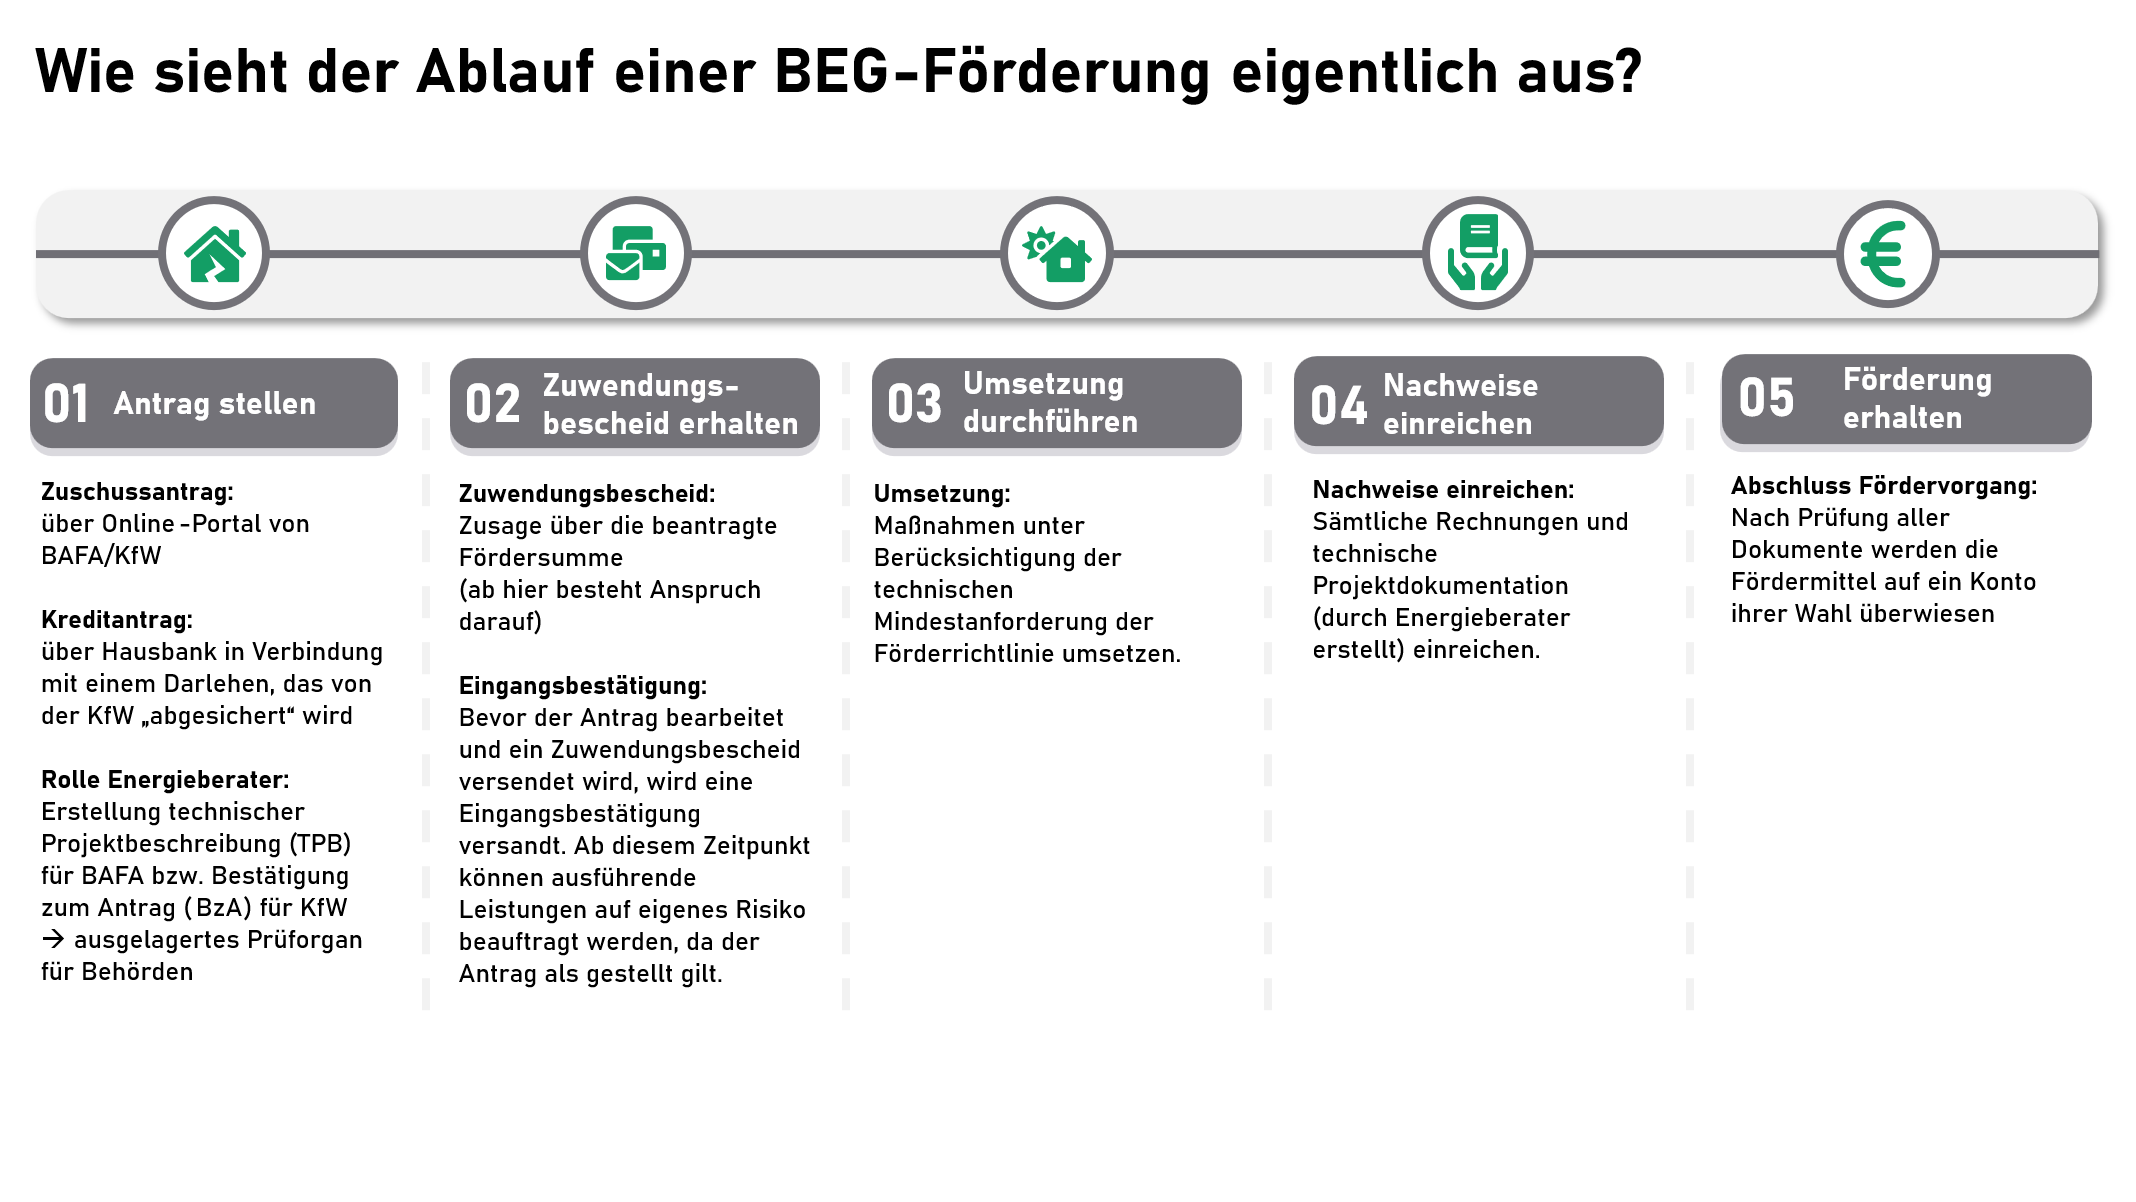 Wie sieht der Ablauf einer BEG-Förderung eigentlich aus?
01 Antrag stellen
Zuschussantrag:
über Online-Portal von
BAFA/KfW
Kreditantrag:
über Hausbank in Verbindung
mit einem Darlehen, das von
der KfW „abgesichert“ wird
Rolle Energieberater:
Erstellung technischer
Projektbeschreibung (TPB)
für BAFA bzw. Bestätigung
zum Antrag (BzA) für KfW
→ ausgelagertes Prüforgan
für Behörden
02 Zuwendungs-
bescheid erhalten
Zuwendungsbescheid:
Zusage über die beantragte
Fördersumme
(ab hier besteht Anspruch
darauf)
Eingangsbestätigung:
Bevor der Antrag bearbeitet
und ein Zuwendungsbescheid
versendet wird, wird eine
Eingangsbestätigung
versandt. Ab diesem Zeitpunkt
können ausführende
Leistungen auf eigenes Risiko
beauftragt werden, da der
Antrag als gestellt gilt.
03 Umsetzung
durchführen
Umsetzung:
Maßnahmen unter
Berücksichtigung der
technischen
Mindestanforderung der
Förderrichtlinie umsetzen.
04 Nachweise
einreichen
Nachweise einreichen:
Sämtliche Rechnungen und
technische
Projektdokumentation
(durch Energieberater
erstellt) einreichen.
05 Förderung
erhalten
Abschluss Fördervorgang:
Nach Prüfung aller
Dokumente werden die
Fördermittel auf ein Konto
ihrer Wahl überwiesen